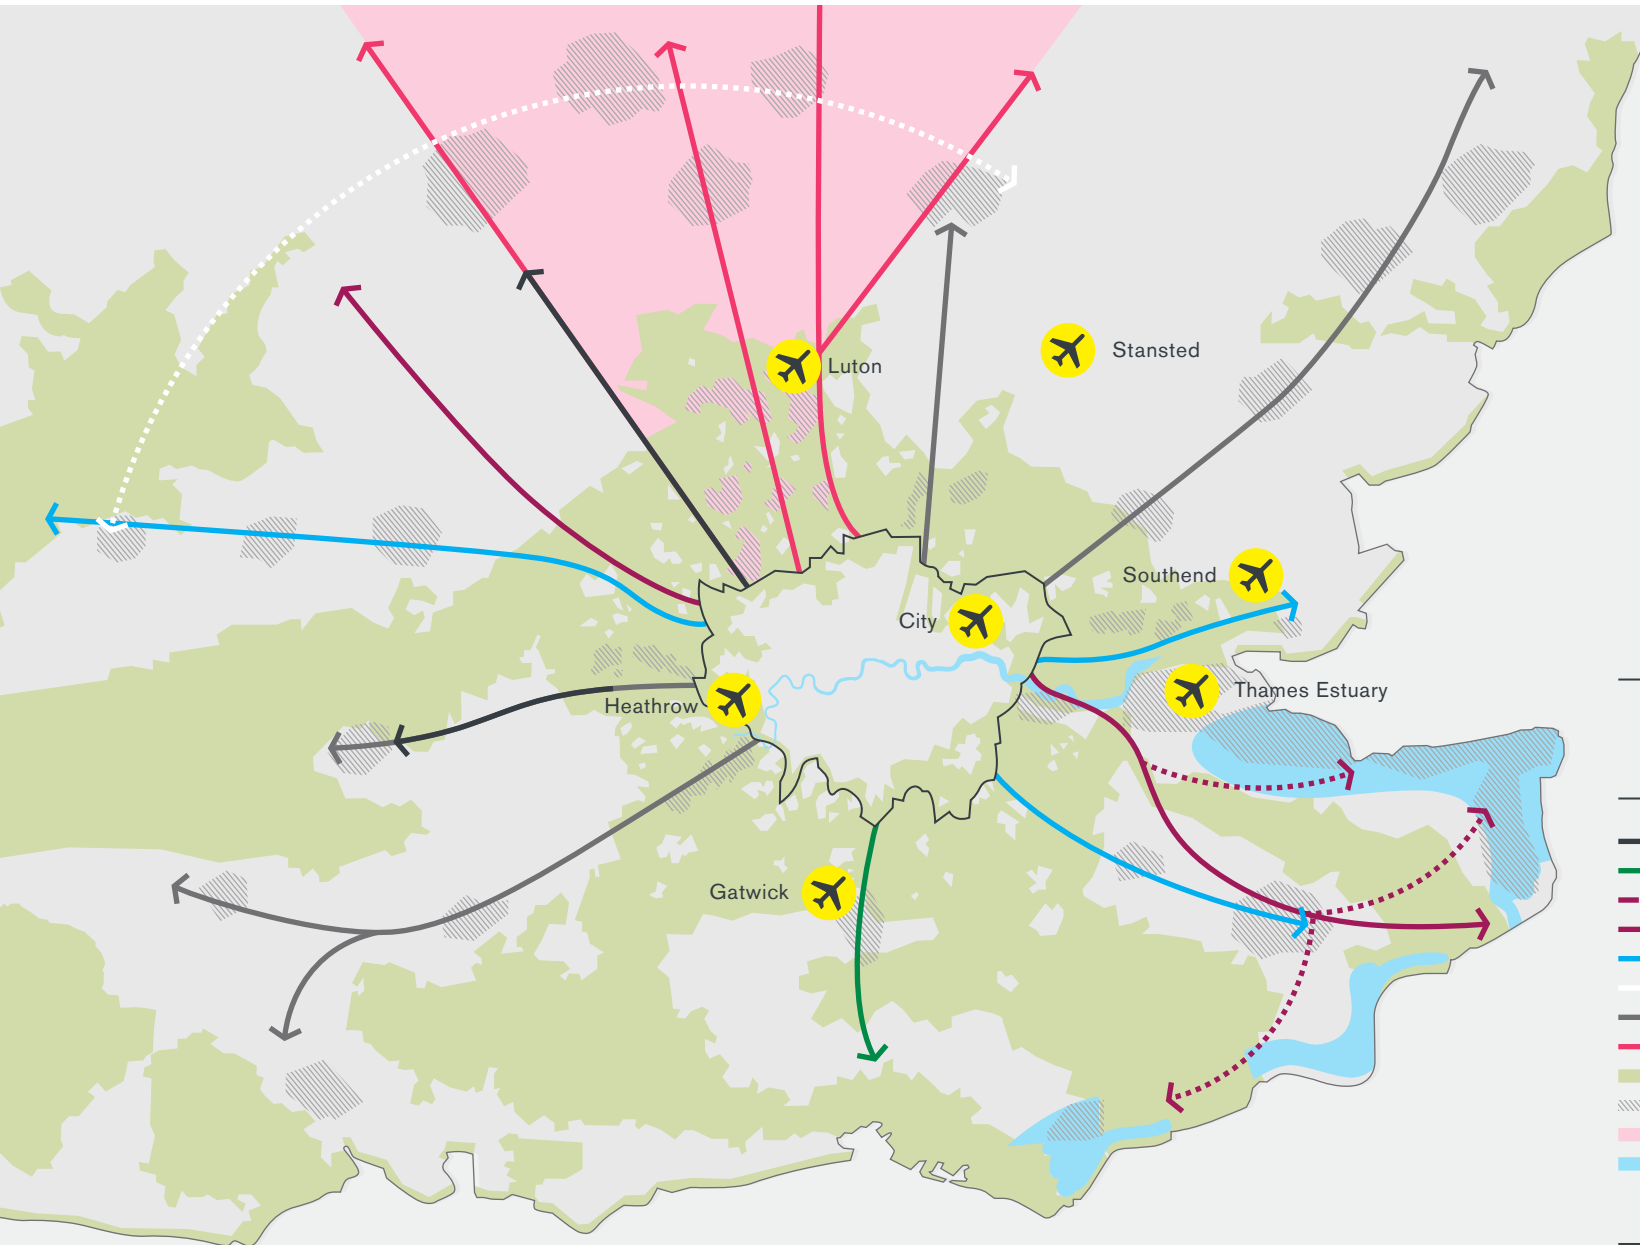 Stansted
Luton
Southend
City
Thames Estuary
Heathrow
Gatwick